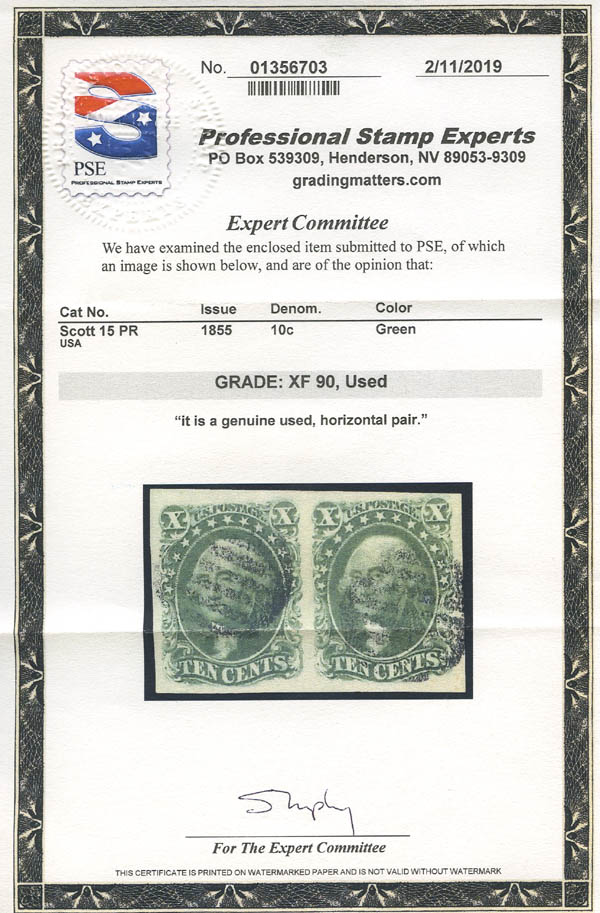 No. 01356703
2/11/2019
PSE
PROFESSIONAL STAMP EXPERTS
Professional Stamp Experts
PO Box 539309, Henderson, NV 89053-9309
gradingmatters.com
Expert Committee
We have examined the enclosed item submitted to PSE, of which
an image is shown below, and are of the opinion that:
Cat No. Issue Denom. Color
Scott 15 PR 1855 10c Green
USA
GRADE: XF 90, Used
“it is a genuine used, horizontal pair.”
X U.S. POSTAGE X X U.S. POSTAGE X
TEN CENTS TEN CENTS
For The Expert Committee
THIS CERTIFICATE IS PRINTED ON WATERMARKED PAPER AND IS NOT VALID WITHOUT WATERMARK